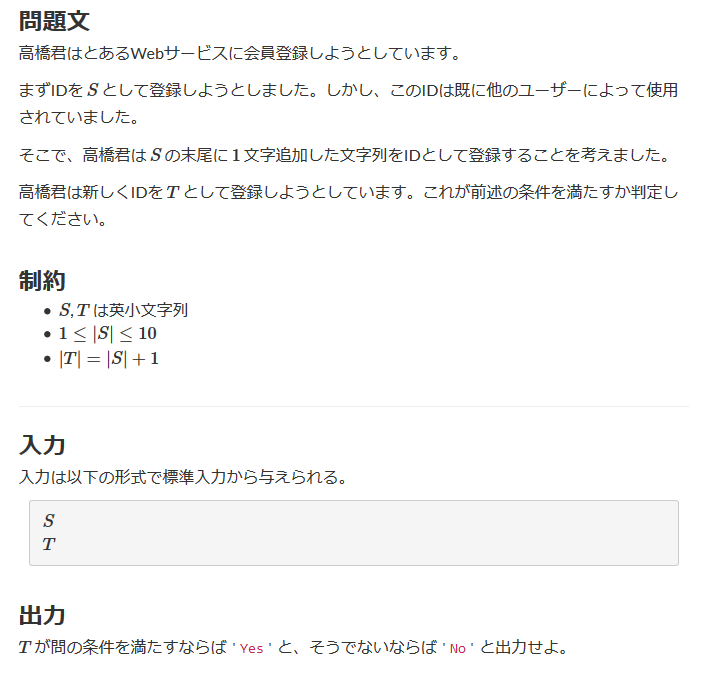 問題文
高橋君はとあるWebサービスに会員登録しようとしています。
まずIDを S として登録しようとしました。しかし、このIDは既に他のユーザーによって使用
されていました。
そこで、高橋君は S の末尾に 1 文字追加した文字列をIDとして登録することを考えました。
高橋君は新しくIDを T として登録しようとしています。これが前述の条件を満たすか判定し
てください。
制約
• S, T は英小文字列
• 1 ≤ |S| ≤ 10
• |T| = |S| + 1
入力
入力は以下の形式で標準入力から与えられる。
S
T
出力
T が問の条件を満たすならば ' Yes ' と、そうでないならば ' No ' と出力せよ。